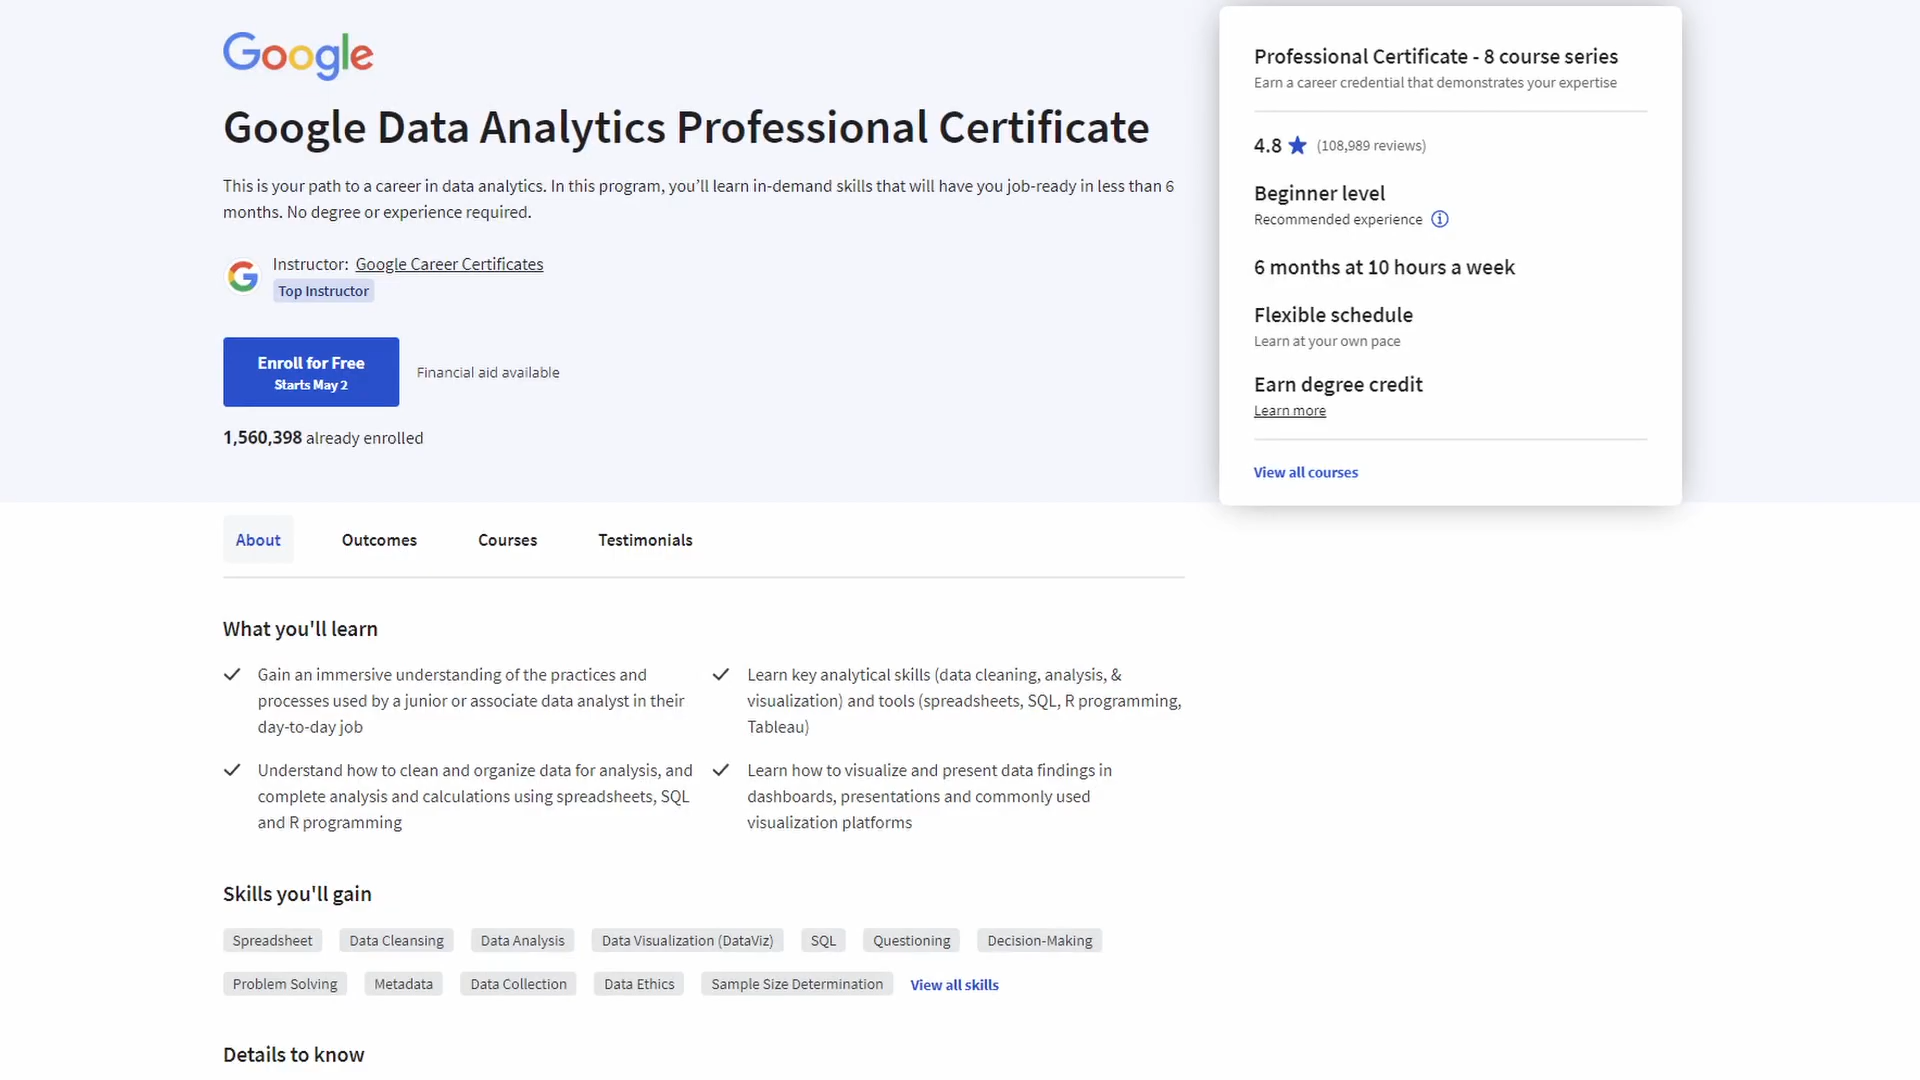 Google
Google Data Analytics Professional Certificate
This is your path to a career in data analytics. In this program, you’ll learn in-demand skills that will have you job-ready in less than 6
months. No degree or experience required.
Instructor: Google Career Certificates
Top Instructor
Enroll for Free
Starts May 2
Financial aid available
1,560,398 already enrolled
Professional Certificate - 8 course series
Earn a career credential that demonstrates your expertise
4.8 (108,989 reviews)
Beginner level
Recommended experience
6 months at 10 hours a week
Flexible schedule
Learn at your own pace
Earn degree credit
Learn more
View all courses
About Outcomes Courses Testimonials
What you'll learn
Gain an immersive understanding of the practices and
processes used by a junior or associate data analyst in their
day-to-day job
Learn key analytical skills (data cleaning, analysis, &
visualization) and tools (spreadsheets, SQL, R programming,
Tableau)
Understand how to clean and organize data for analysis, and
complete analysis and calculations using spreadsheets, SQL
and R programming
Learn how to visualize and present data findings in
dashboards, presentations and commonly used
visualization platforms
Skills you'll gain
Spreadsheet Data Cleansing Data Analysis Data Visualization (DataViz) SQL Questioning Decision-Making
Problem Solving Metadata Data Collection Data Ethics Sample Size Determination View all skills
Details to know